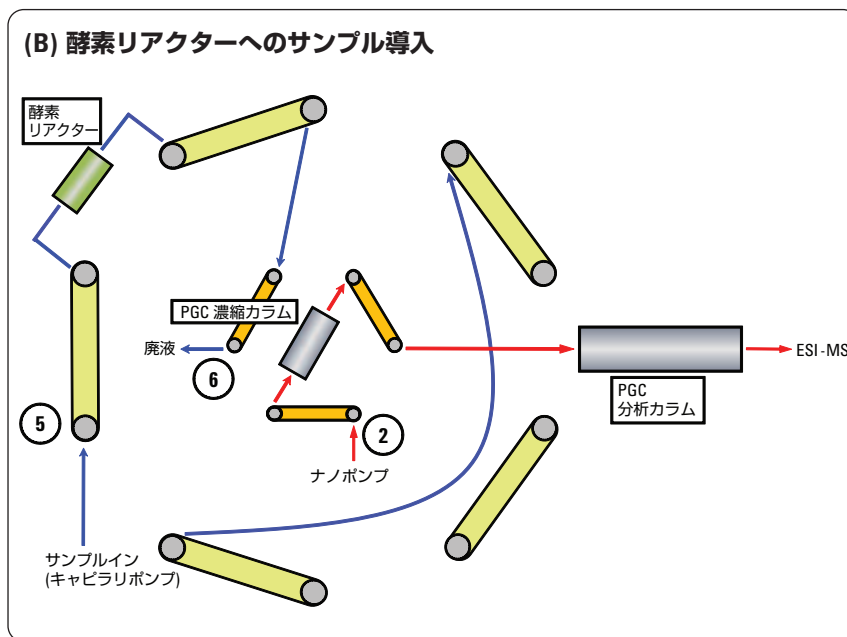 (B) 酵素リアクターへのサンプル導入
酵素
リアクター
PGC 濃縮カラム
廃液
6
5
2
ナノポンプ
サンプルイン
(キャピラリポンプ)
ESI-MS
PGC
分析カラム